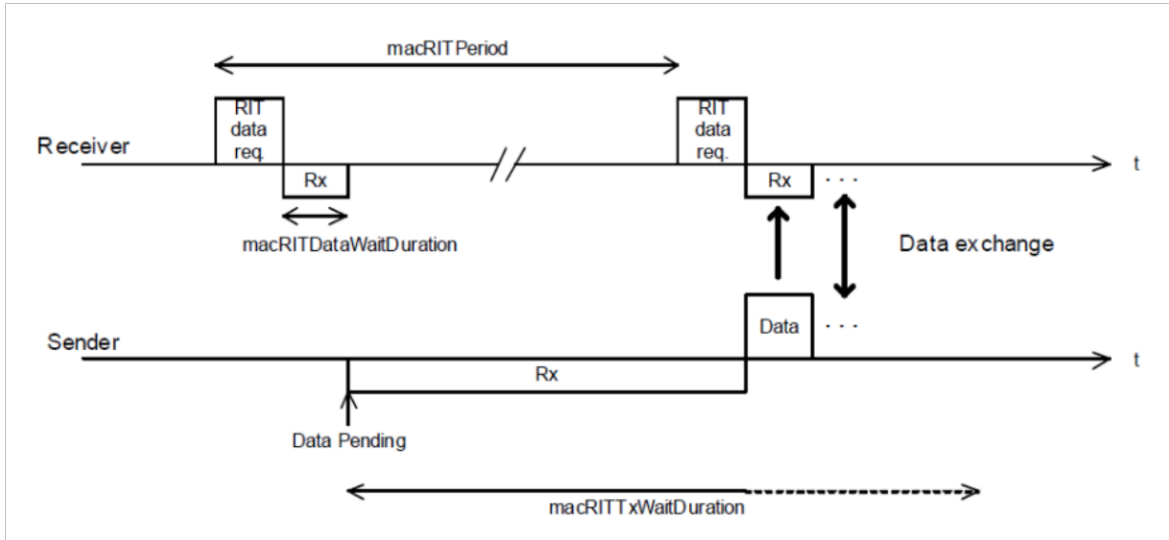 macRITPeriod
RIT
data
req.
RIT
data
req.
Receiver
t
Rx
Rx
· · ·
macRITDataWaitDuration
Data exchange
Data
· · ·
Sender
t
Rx
Data Pending
macRITTxWaitDuration